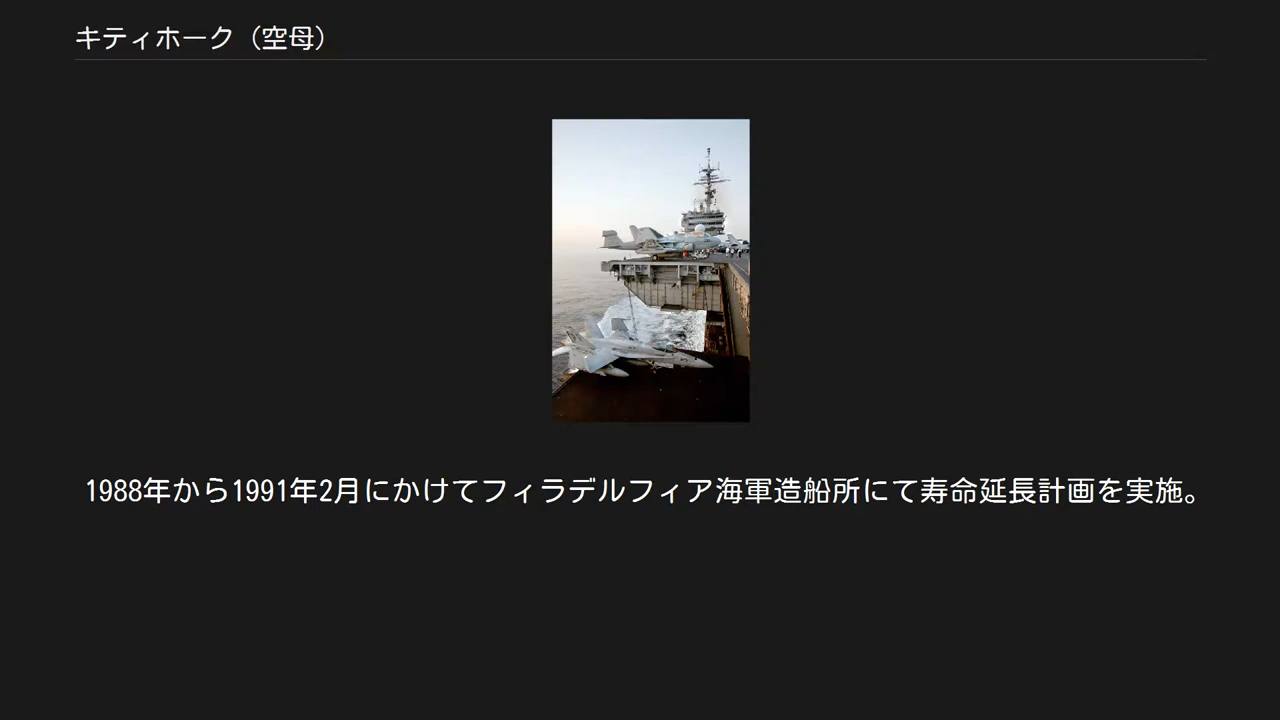 キティホーク（空母）
1988年から1991年2月にかけてフィラデルフィア海軍造船所にて寿命延長計画を実施。